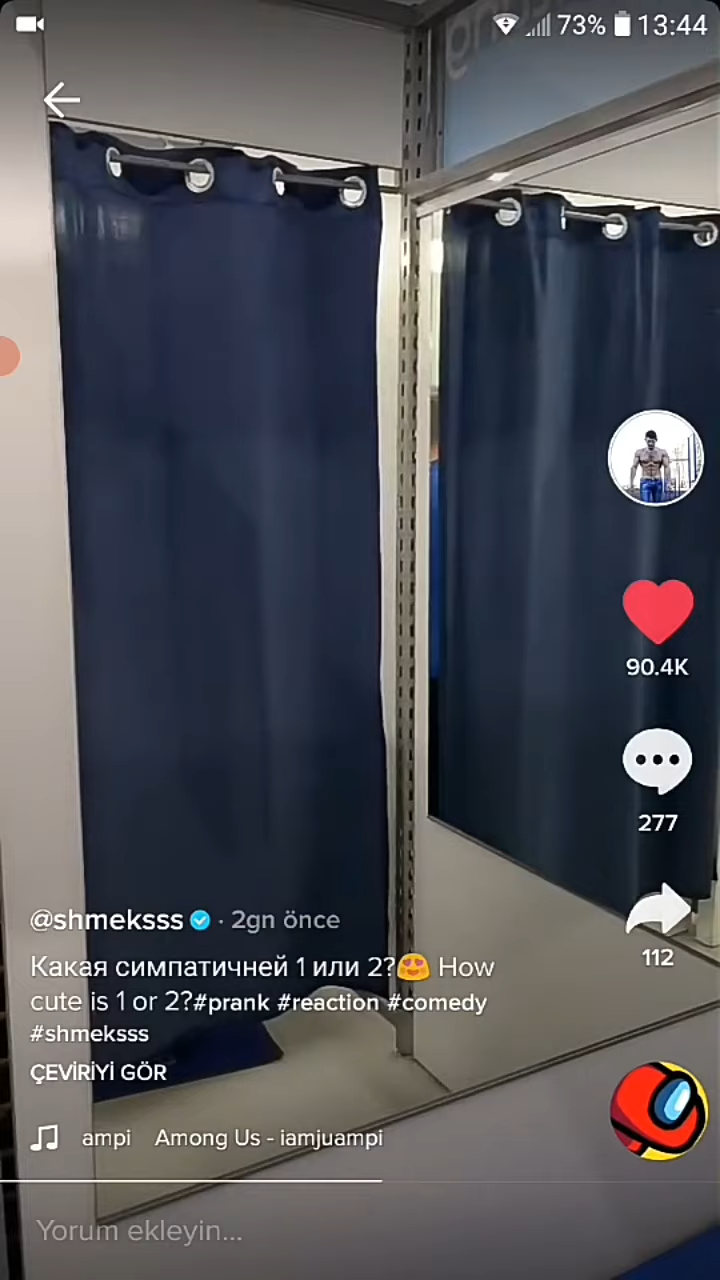 73% 13:44
90.4K
277
@shmeksss · 2gn önce
Какая симпатичней 1 или 2?😍 How
cute is 1 or 2?#prank #reaction #comedy
#shmeksss
112
ÇEVİRİYİ GÖR
ampi Among Us - iamjuampi
Yorum ekleyin...